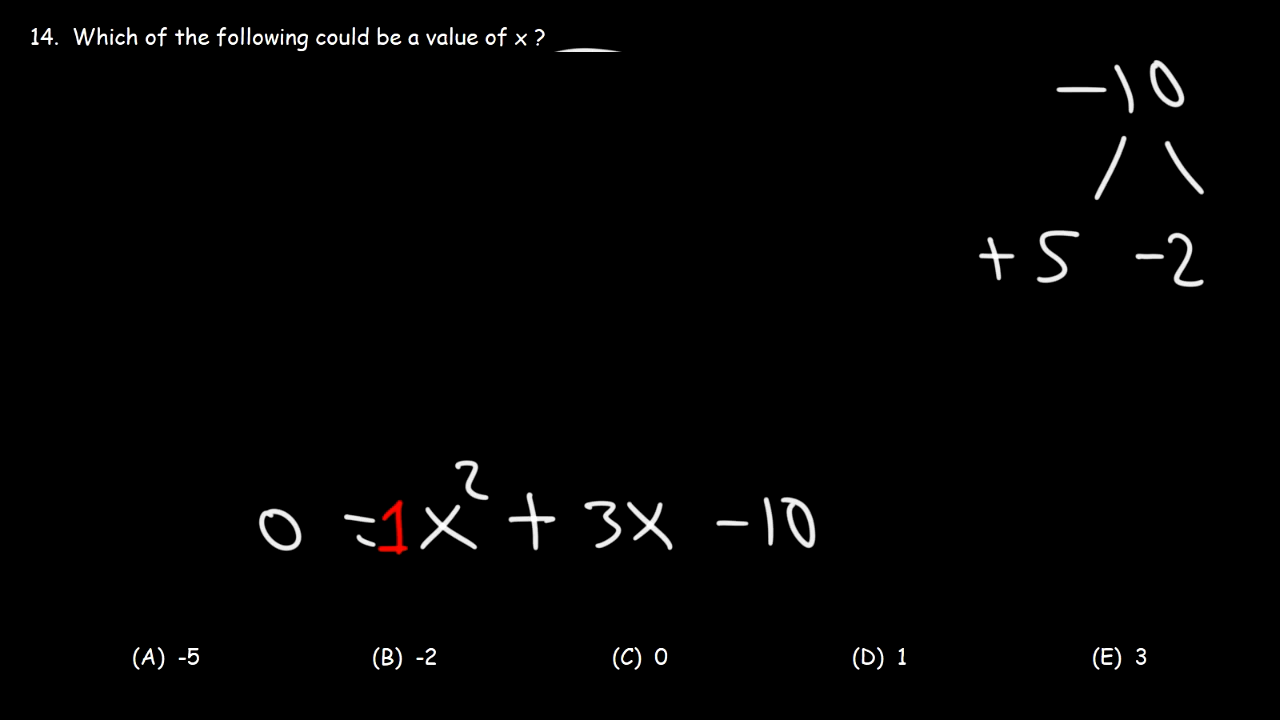 14. Which of the following could be a value of x ?
-10
+5 -2
0 = 1x² + 3x - 10
(A) -5 (B) -2 (C) 0 (D) 1 (E) 3